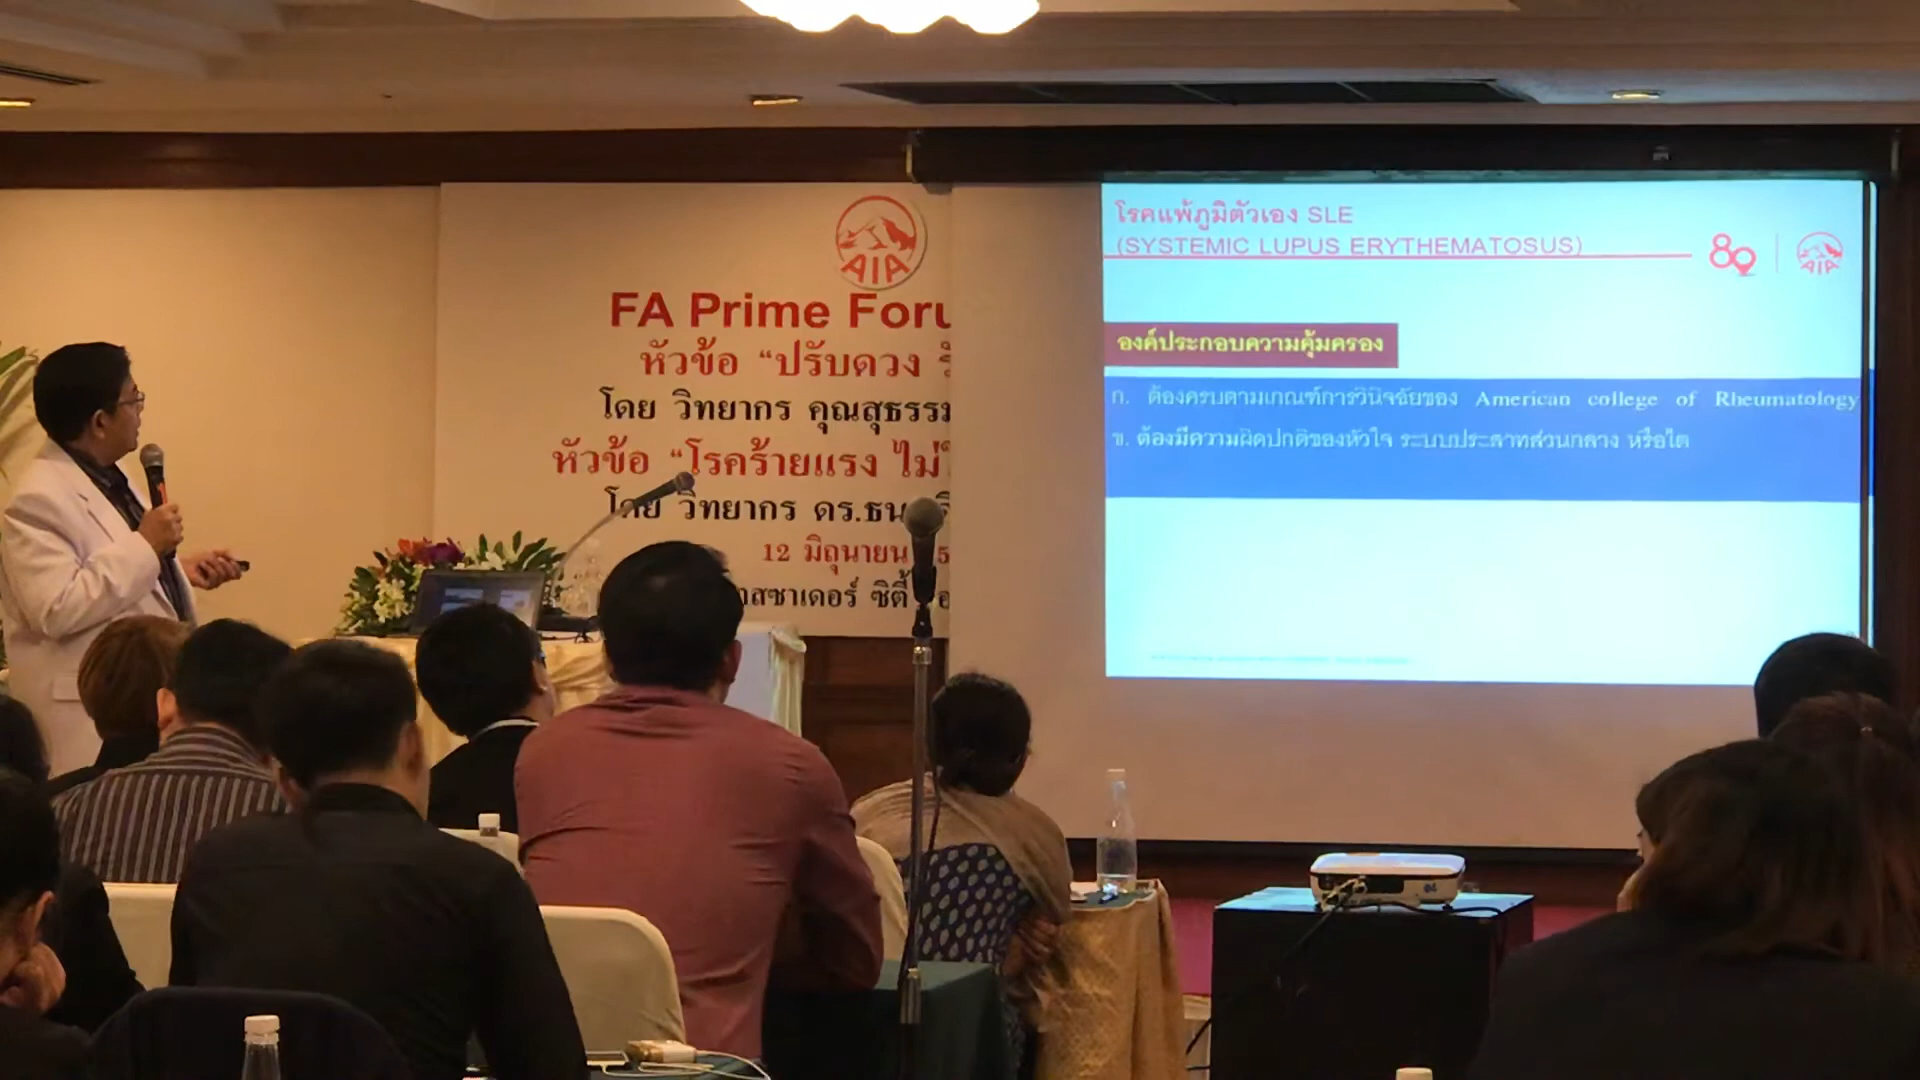 AIA
FA Prime Foru
หัวข้อ “ปรับดวง
โดย วิทยากร คุณสุธรรม
หัวข้อ “โรคร้ายแรง ไม่
โดย วิทยากร ดร.ธน
12 มิถุนายน
ซิตี้
โรคแพ้ภูมิตัวเอง SLE
(SYSTEMIC LUPUS ERYTHEMATOSUS)
80
AIA
องค์ประกอบความคุ้มครอง
ก. ต้องครบตามเกณฑ์การวินิจฉัยของ American college of Rheumatology
ข. ต้องมีความผิดปกติของหัวใจ ระบบประสาทส่วนกลาง หรือไต